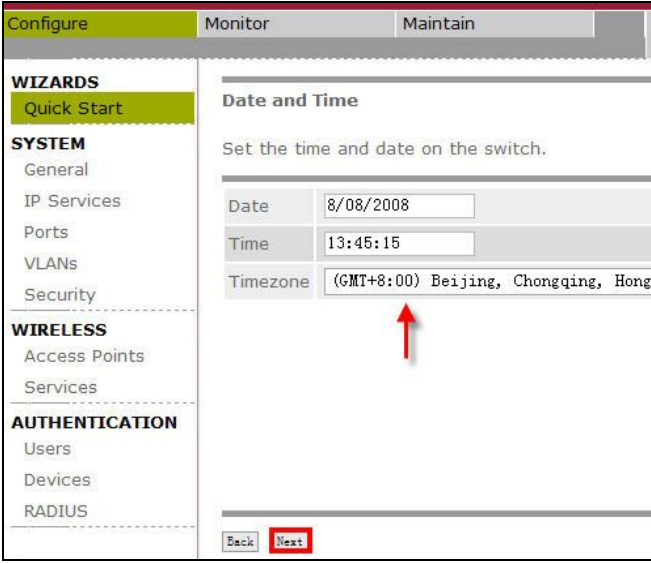 Configure Monitor Maintain
WIZARDS
Quick Start
SYSTEM
General
IP Services
Ports
VLANs
Security
WIRELESS
Access Points
Services
AUTHENTICATION
Users
Devices
RADIUS
Date and Time
Set the time and date on the switch.
Date 8/08/2008
Time 13:45:15
Timezone (GMT+8:00) Beijing, Chongqing, Hong
Back Next